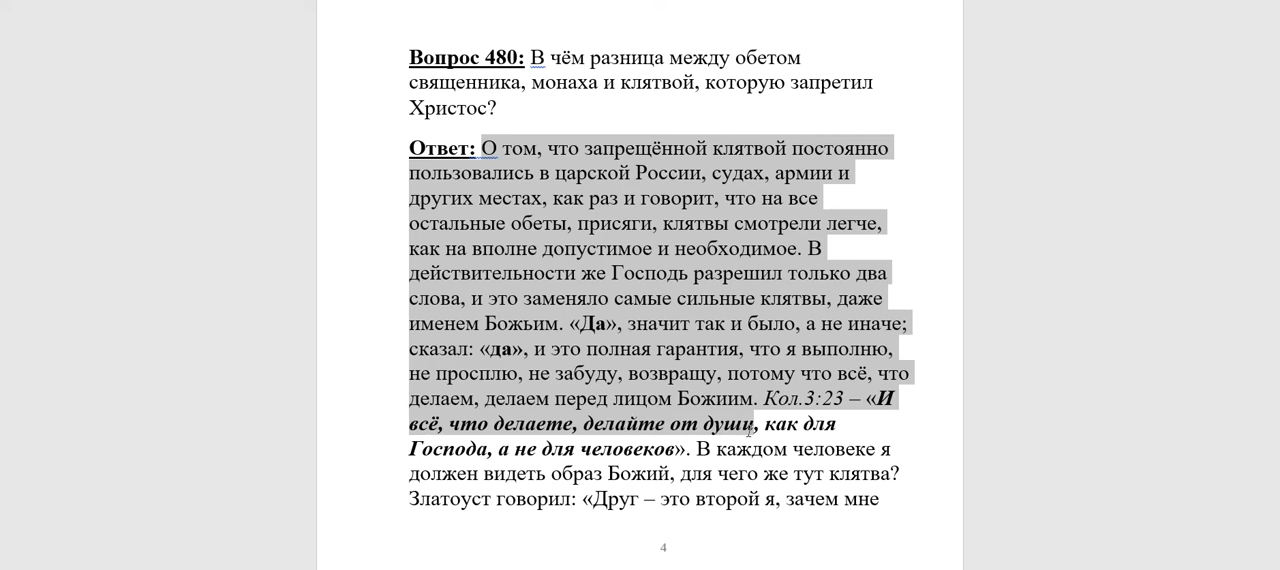 Вопрос 480: В чём разница между обетом
священника, монаха и клятвой, которую запретил
Христос?
Ответ: О том, что запрещённой клятвой постоянно
пользовались в царской России, судах, армии и
других местах, как раз и говорит, что на все
остальные обеты, присяги, клятвы смотрели легче,
как на вполне допустимое и необходимое. В
действительности же Господь разрешил только два
слова, и это заменяло самые сильные клятвы, даже
именем Божьим. «Да», значит так и было, а не иначе;
сказал: «да», и это полная гарантия, что я выполню,
не просплю, не забуду, возвращу, потому что всё, что
делаем, делаем перед лицом Божиим. Кол.3:23 – «И
всё, что делаете, делайте от души, как для
Господа, а не для человеков». В каждом человеке я
должен видеть образ Божий, для чего же тут клятва?
Златоуст говорил: «Друг – это второй я, зачем мне
4